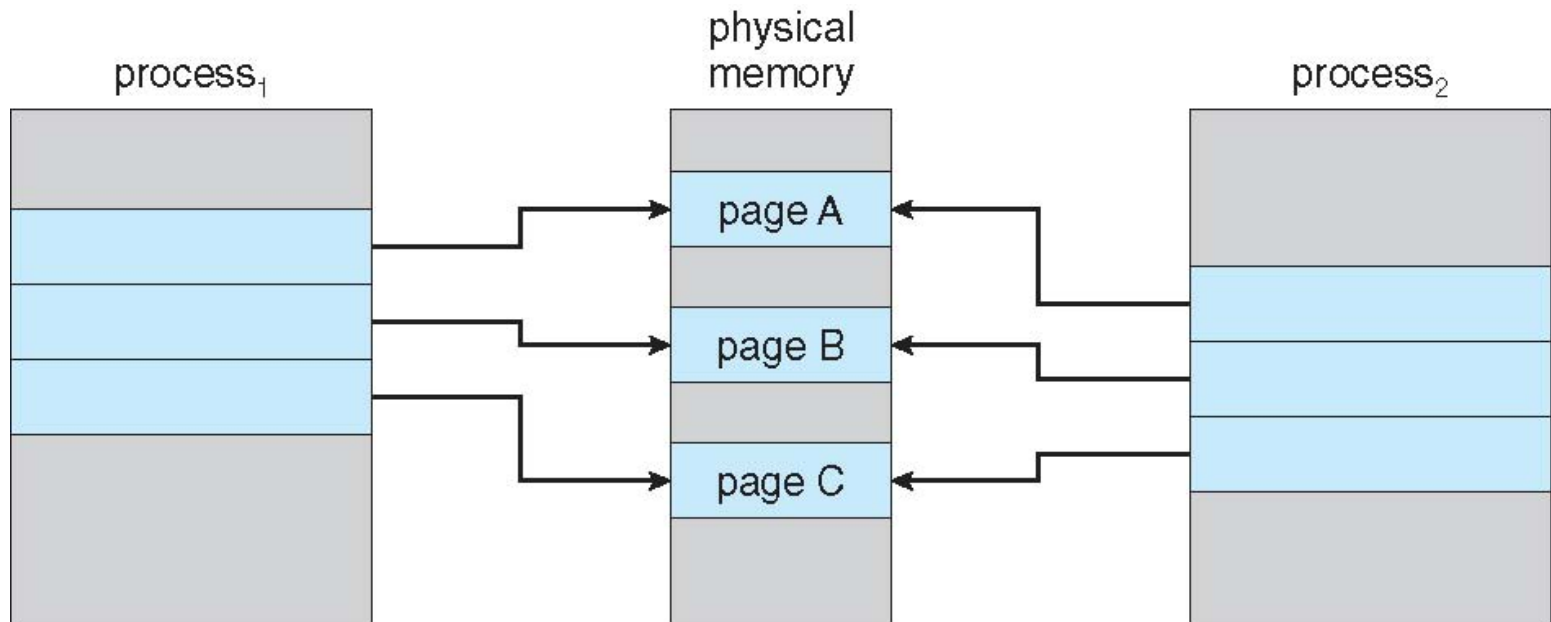 process₁
physical
memory
process₂
page A
page B
page C